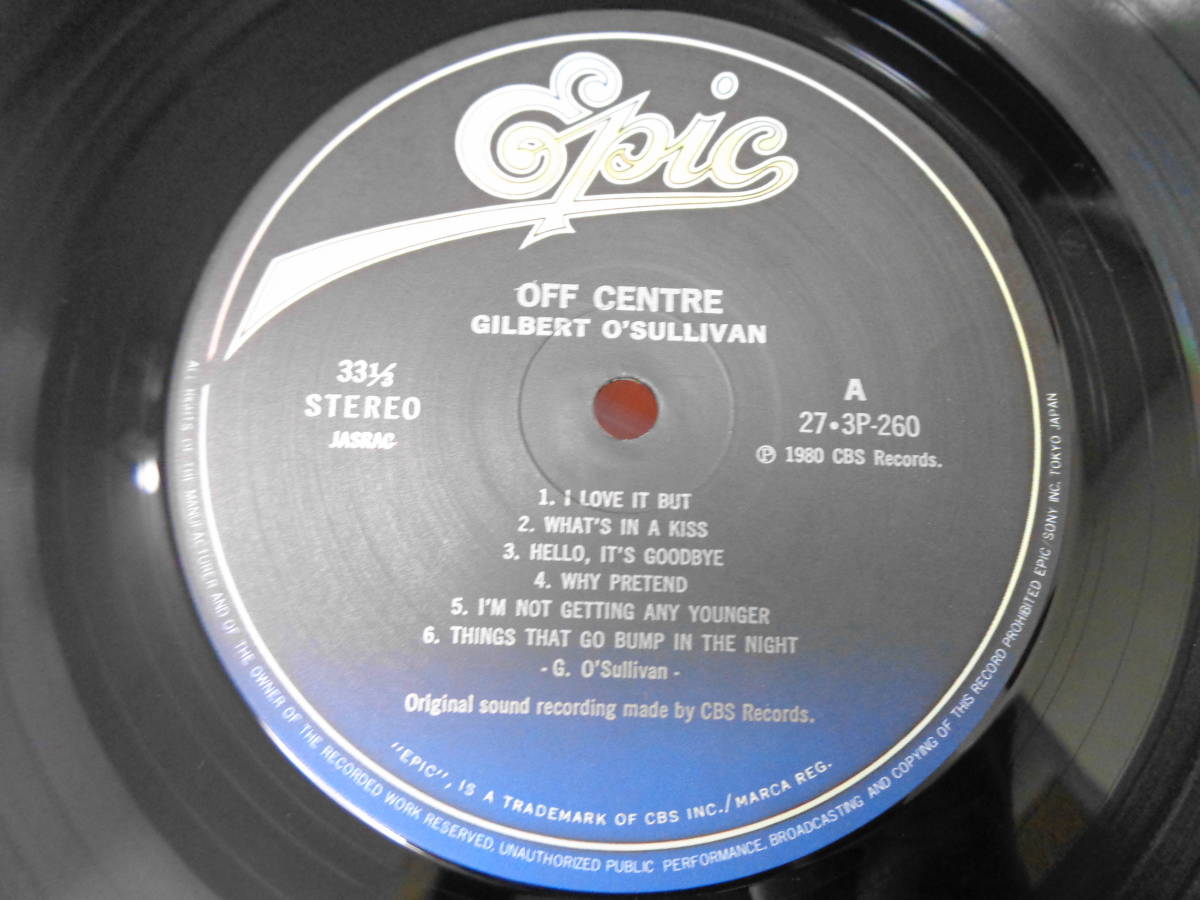 Epic
OFF CENTRE
GILBERT O'SULLIVAN
33⅓
STEREO
JASRAC
A
27•3P-260
Ⓟ 1980 CBS Records.
1. I LOVE IT BUT
2. WHAT'S IN A KISS
3. HELLO, IT'S GOODBYE
4. WHY PRETEND
5. I'M NOT GETTING ANY YOUNGER
6. THINGS THAT GO BUMP IN THE NIGHT
- G. O'Sullivan -
Original sound recording made by CBS Records.
"EPIC", IS A TRADEMARK OF CBS INC./MARCA REG.
ALL RIGHTS OF THE MANUFACTURER AND OF THE OWNER OF THE RECORDED WORK RESERVED, UNAUTHORIZED PUBLIC PERFORMANCE, BROADCASTING AND COPYING OF THIS RECORD PROHIBITED EPIC/SONY INC, TOKYO JAPAN